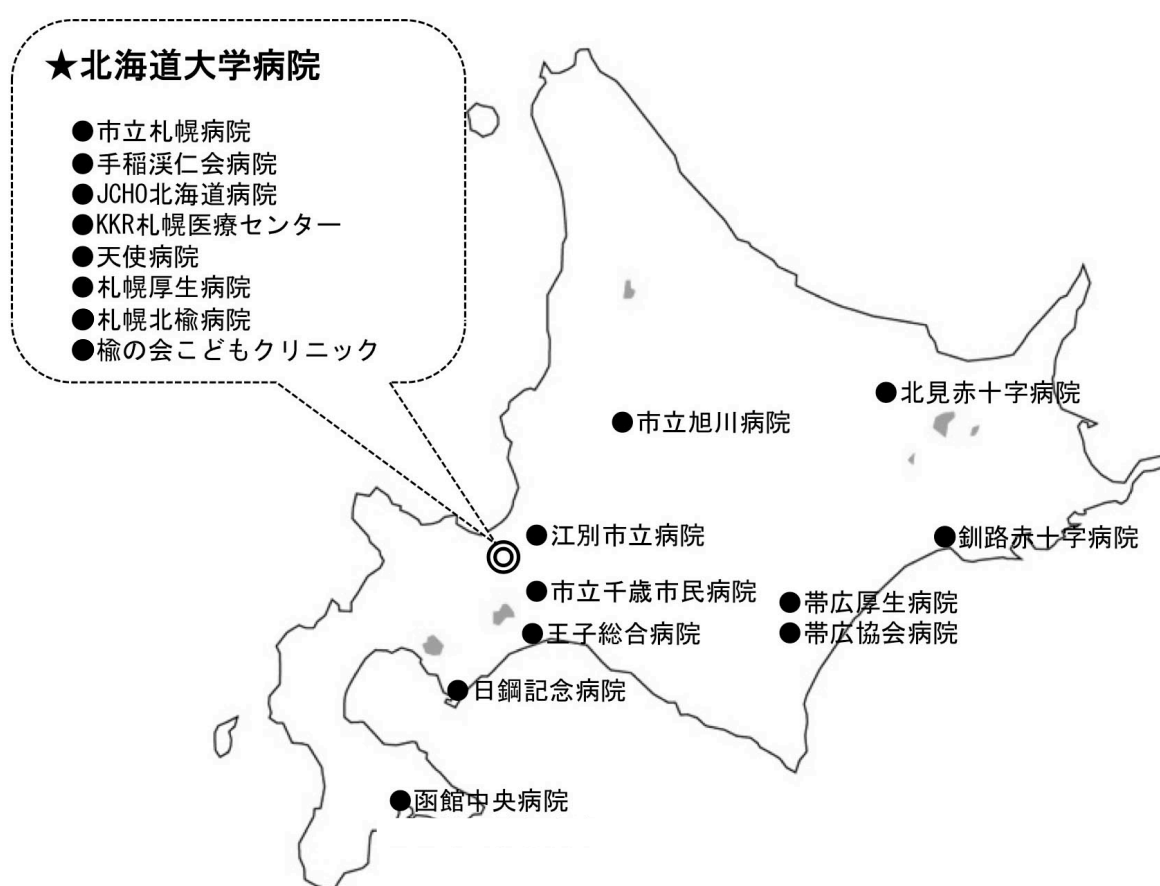 ★北海道大学病院
●市立札幌病院
●手稲渓仁会病院
●JCHO北海道病院
●KKR札幌医療センター
●天使病院
●札幌厚生病院
●札幌北楡病院
●楡の会こどもクリニック
●北見赤十字病院
●市立旭川病院
●江別市立病院
●釧路赤十字病院
●市立千歳市民病院
●帯広厚生病院
●王子総合病院
●帯広協会病院
●日鋼記念病院
●函館中央病院